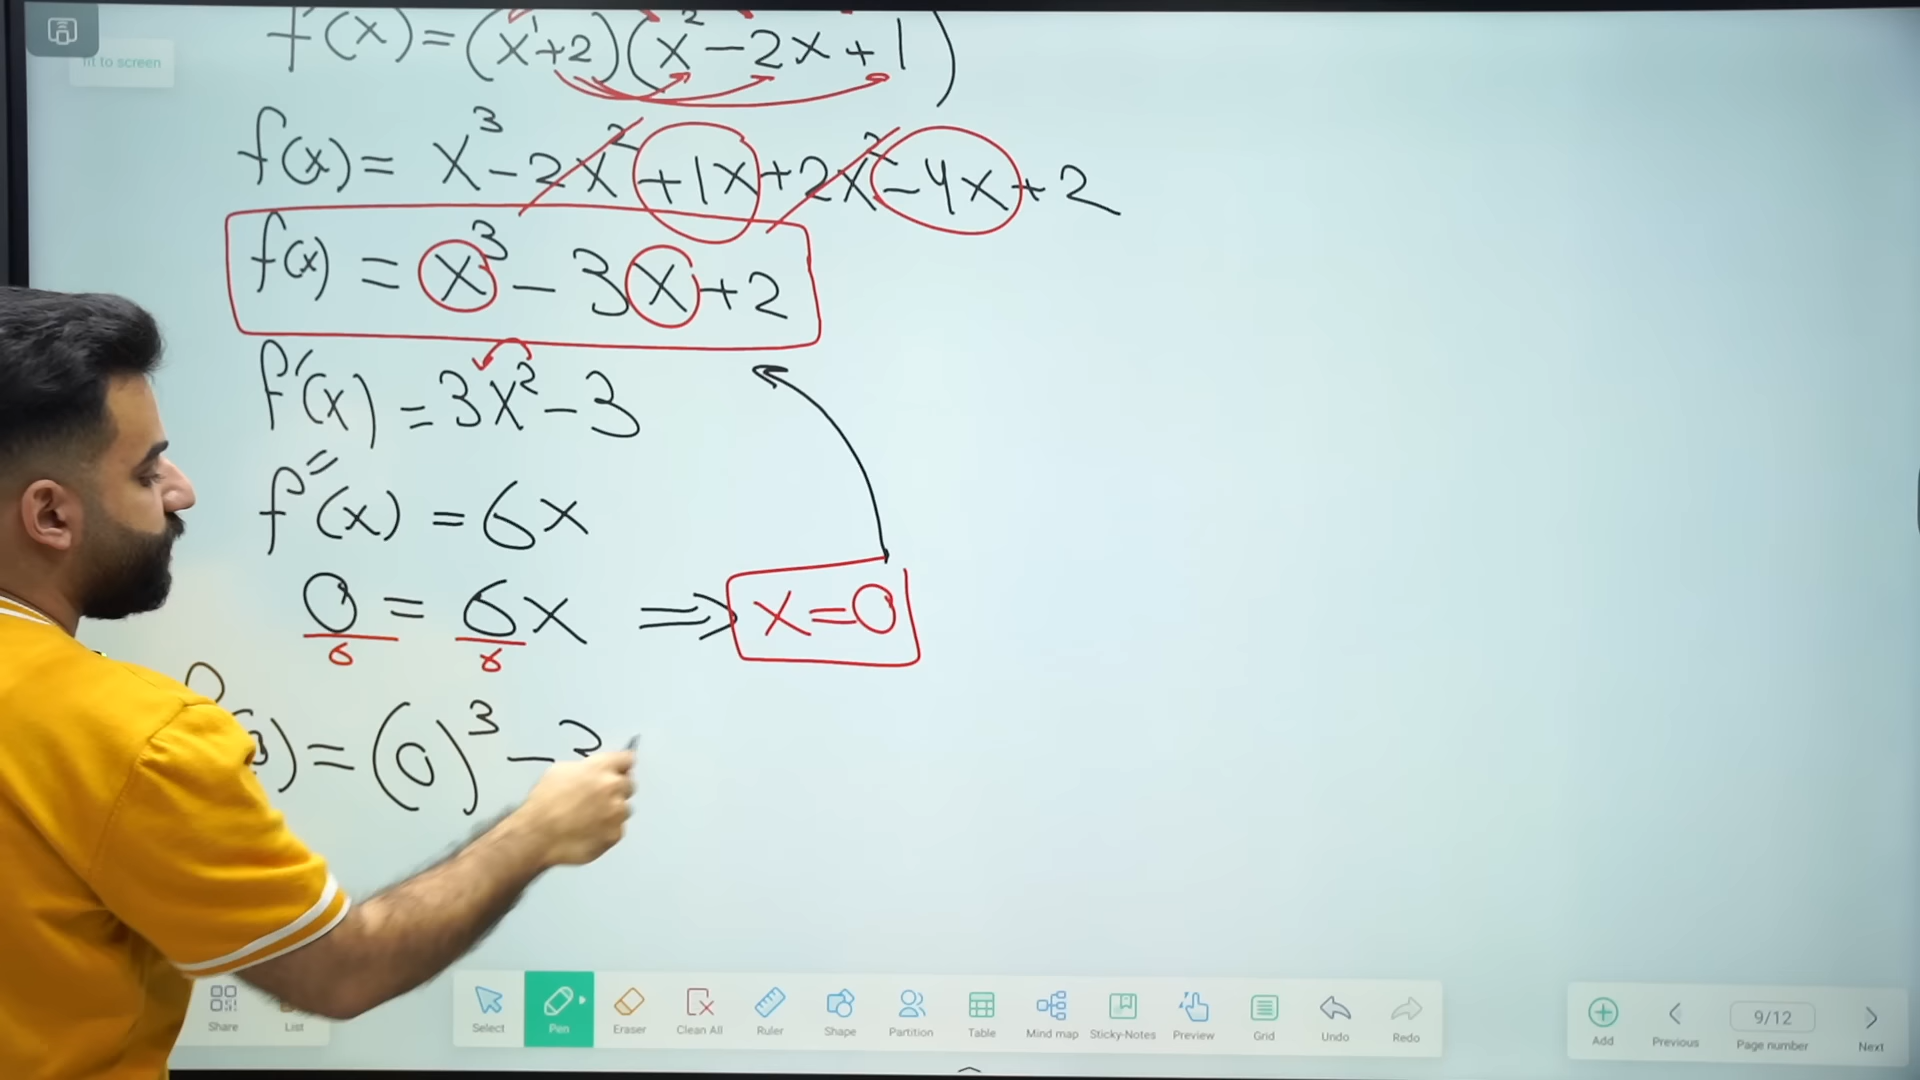 fit to screen
f(x)=(x¹+2)(x²-2x+1)
f(x)= x³-2x²+1x+2x²-4x+2
f(x) = x³ - 3x+2
f'(x) = 3x²-3
f''(x) = 6x
0 = 6x ⟹ x=0
6 6
) = (0)³ -3
Share List Select Pen Eraser Clean All Ruler Shape Partition Table Mind map Sticky-Notes Preview Grid Undo Redo Add Previous 9/12 Page number Next